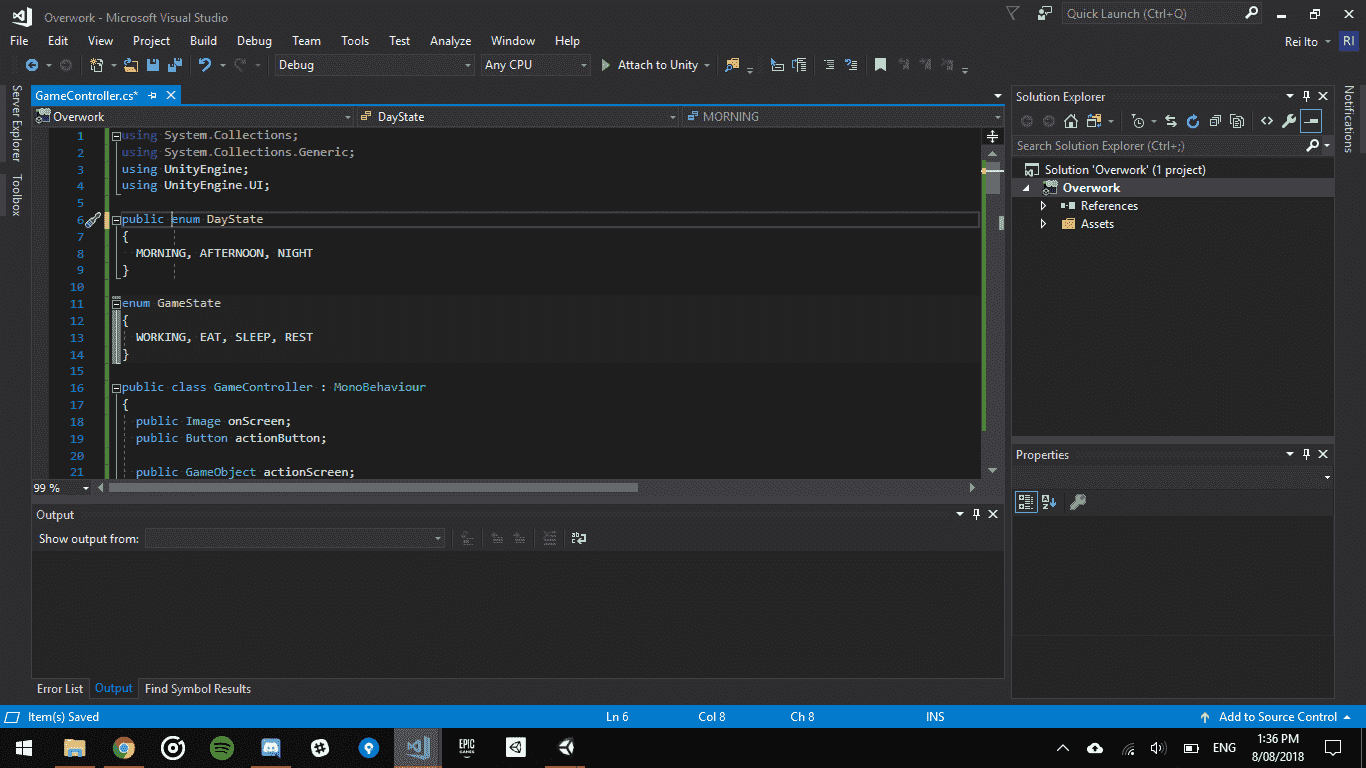 Overwork - Microsoft Visual Studio
Quick Launch (Ctrl+Q)
File Edit View Project Build Debug Team Tools Test Analyze Window Help
Rei Ito RI
Debug Any CPU Attach to Unity
Server Explorer
Toolbox
GameController.cs*
Overwork DayState MORNING
1 using System.Collections;
2 using System.Collections.Generic;
3 using UnityEngine;
4 using UnityEngine.UI;
5
6 public enum DayState
7 {
8 MORNING, AFTERNOON, NIGHT
9 }
10
11 enum GameState
12 {
13 WORKING, EAT, SLEEP, REST
14 }
15
16 public class GameController : MonoBehaviour
17 {
18 public Image onScreen;
19 public Button actionButton;
20
21 public GameObject actionScreen;
99 %
Output
Show output from:
Error List Output Find Symbol Results
Solution Explorer
Search Solution Explorer (Ctrl+;)
Solution 'Overwork' (1 project)
Overwork
References
Assets
Properties
Notifications
Item(s) Saved Ln 6 Col 8 Ch 8 INS Add to Source Control
EPIC GAMES
ENG
1:36 PM
8/08/2018